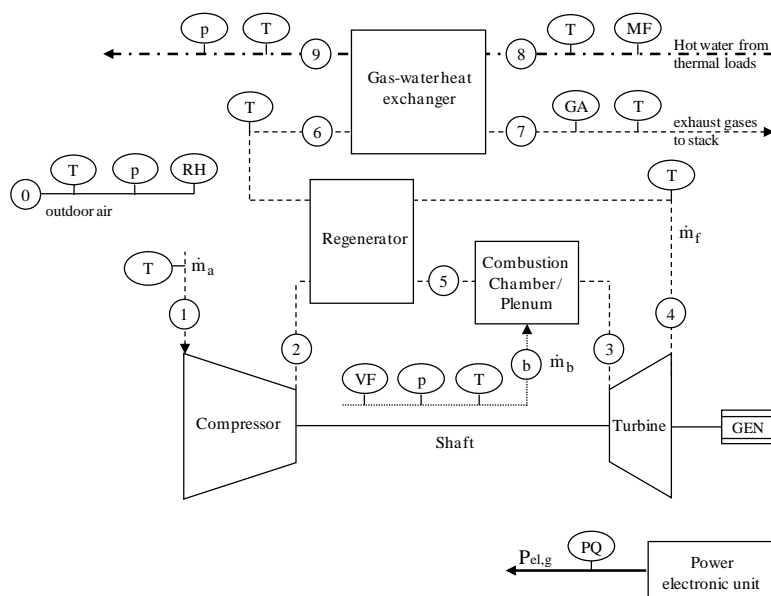 p
T
9
8
T
MF
Hot water from
thermal loads
Gas-waterheat
exchanger
T
6
7
GA
T
exhaust gases
to stack
0
T
p
RH
outdoor air
T
ṁf
Regenerator
Combustion
Chamber/
Plenum
5
T
ṁa
1
2
3
4
VF
p
T
b
ṁb
Compressor
Shaft
Turbine
GEN
Pel,g
PQ
Power
electronic unit